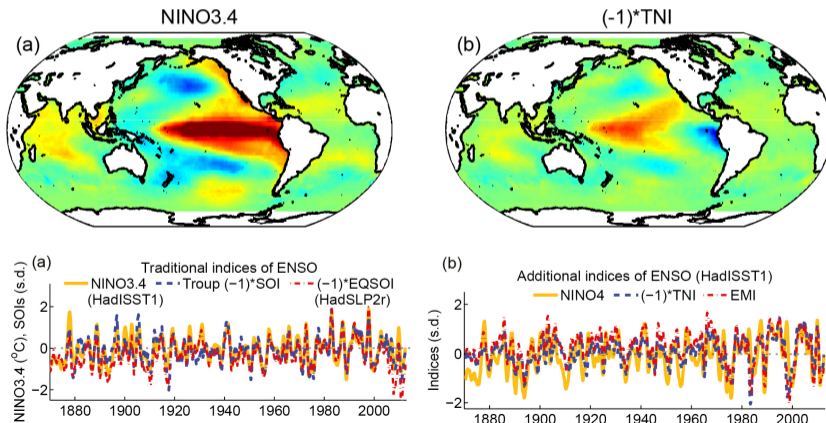 NINO3.4
(-1)*TNI
(a)
(b)
(a)
Traditional indices of ENSO
NINO3.4
(HadISST1)
Troup (−1)*SOI
(−1)*EQSOI
(HadSLP2r)
NINO3.4 (°C), SOIs (s.d.)
2
0
−2
1880 1900 1920 1940 1960 1980 2000
(b)
Additional indices of ENSO (HadISST1)
NINO4 (−1)*TNI EMI
Indices (s.d.)
2
0
−2
1880 1900 1920 1940 1960 1980 2000